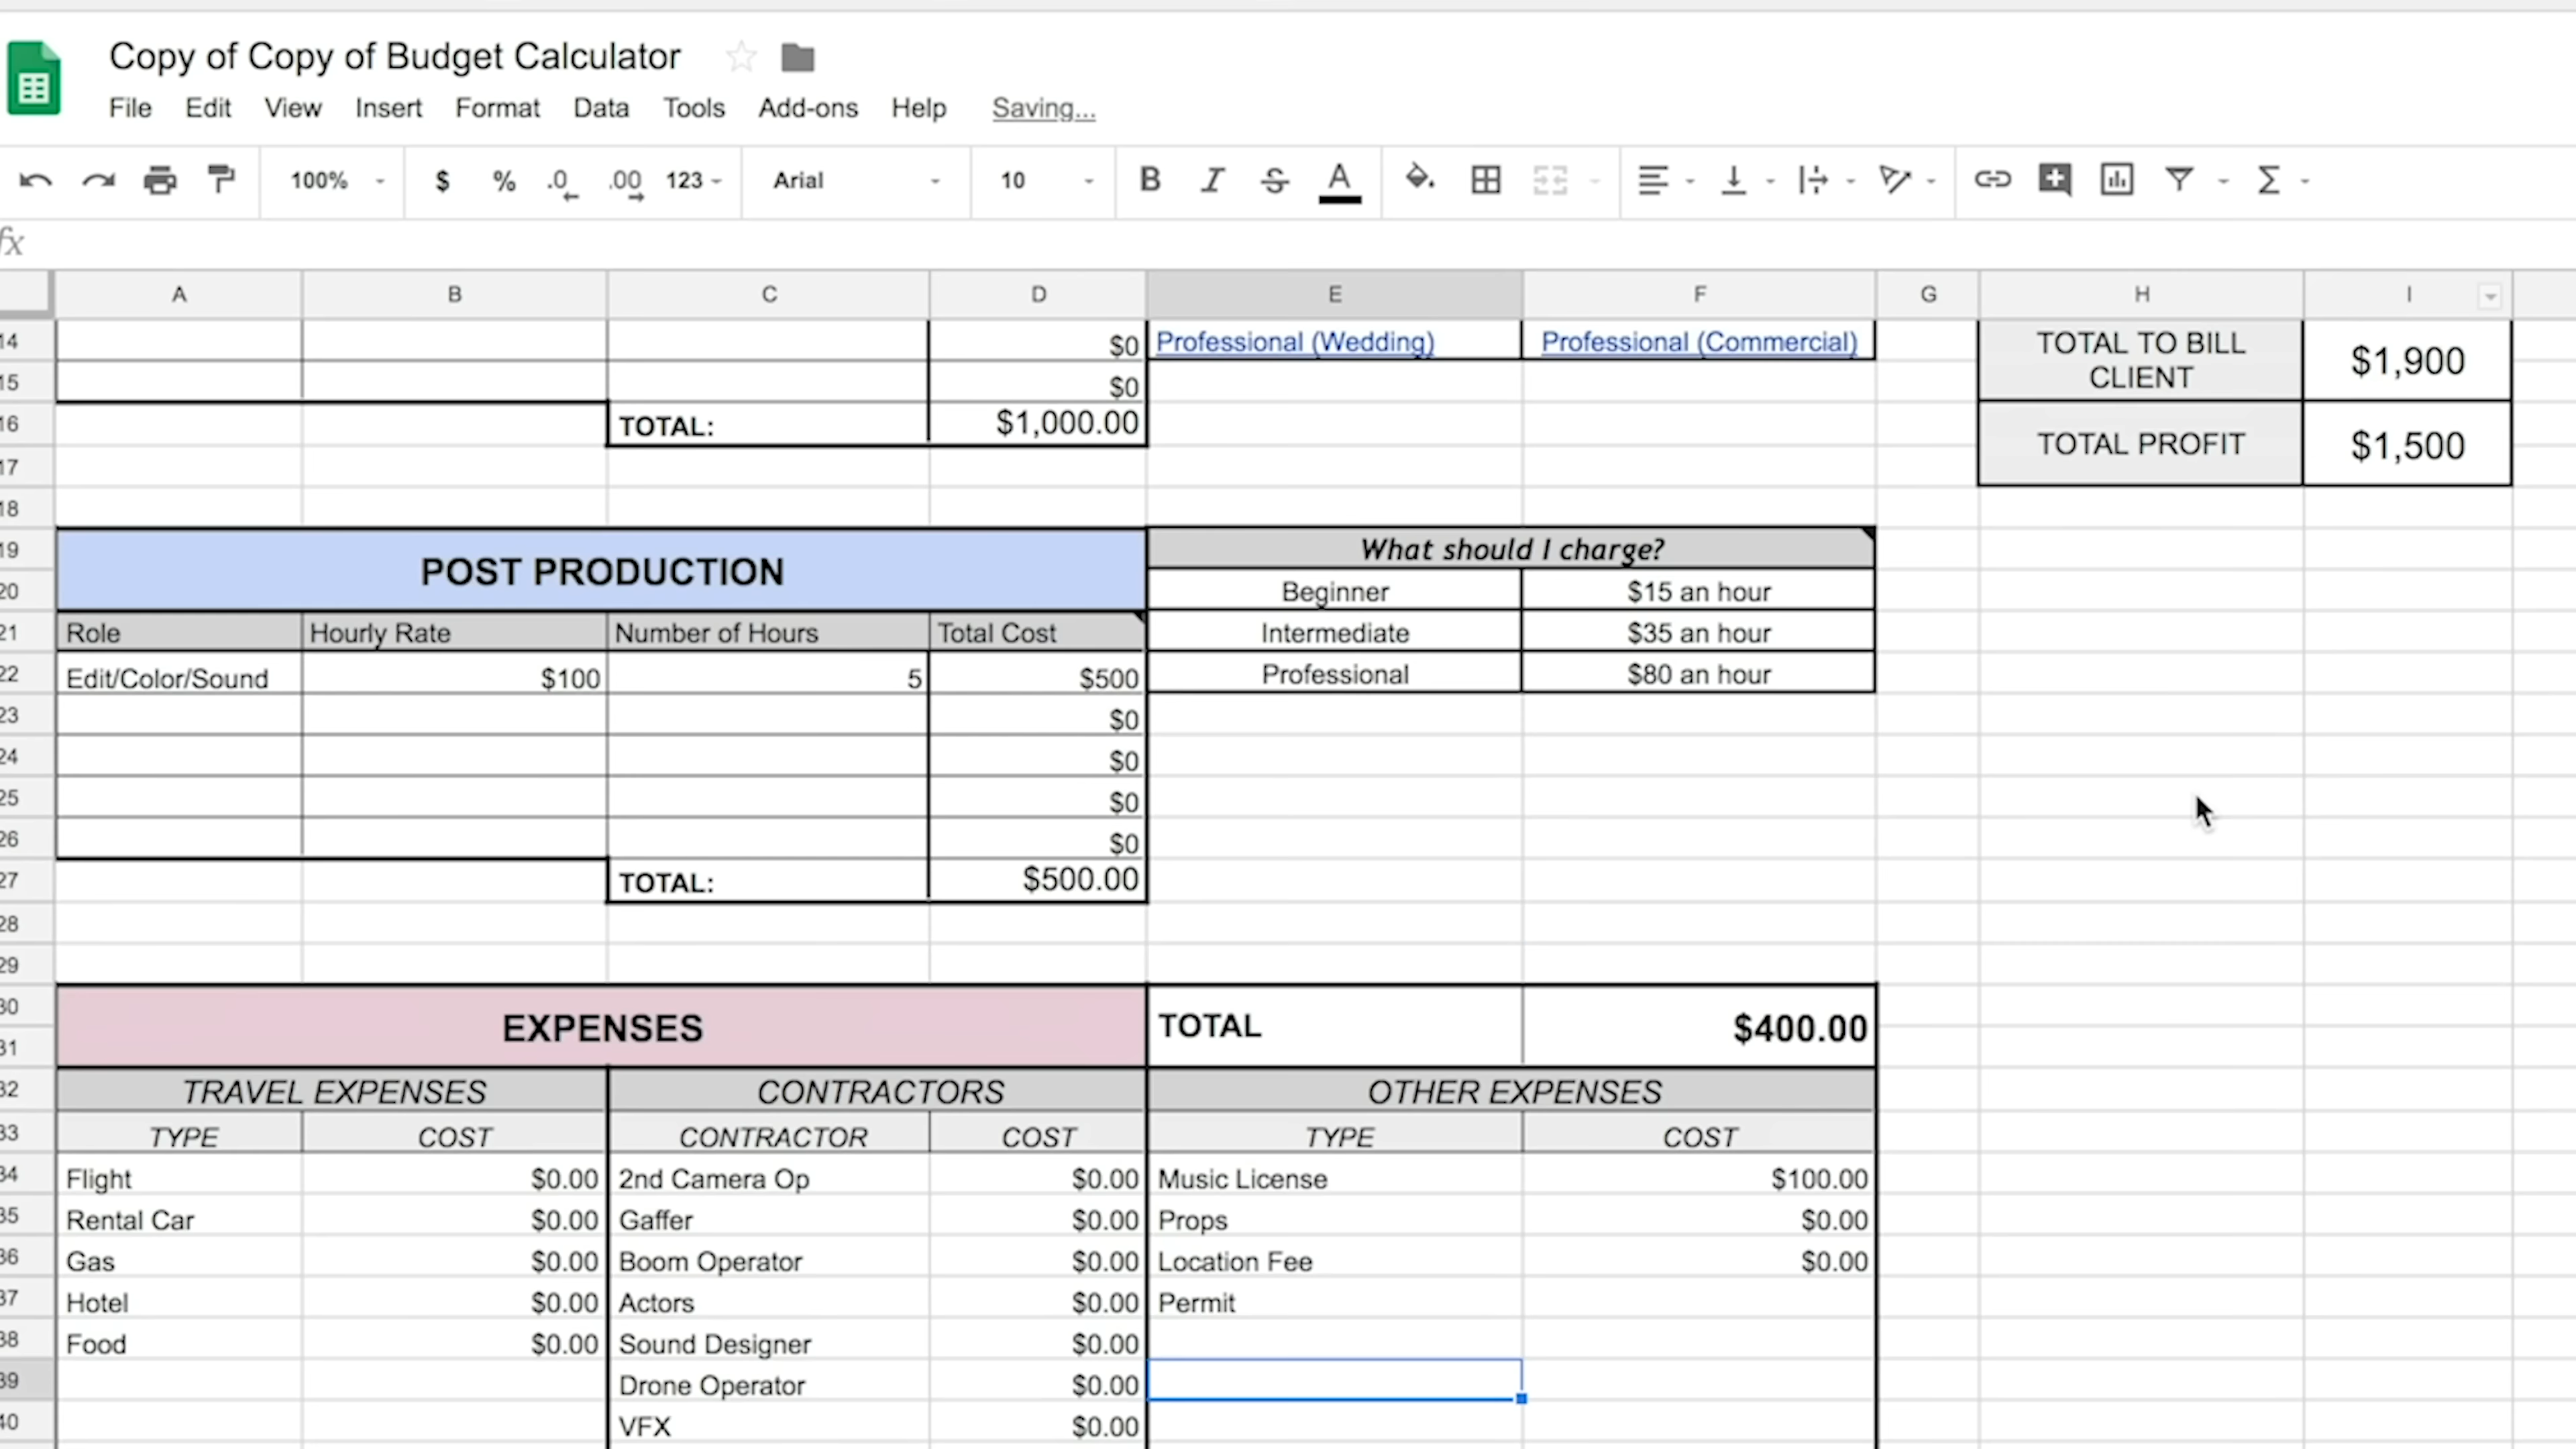 Copy of Copy of Budget Calculator
File Edit View Insert Format Data Tools Add-ons Help Saving...
100% $ % .0 .00 123 Arial 10 B I S A
fx
A B C D E F G H I
14 $0 Professional (Wedding) Professional (Commercial) TOTAL TO BILL
CLIENT $1,900
15 $0
16 TOTAL: $1,000.00 TOTAL PROFIT $1,500
17
18
19 POST PRODUCTION What should I charge?
20 Beginner $15 an hour
21 Role Hourly Rate Number of Hours Total Cost Intermediate $35 an hour
22 Edit/Color/Sound $100 5 $500 Professional $80 an hour
23 $0
24 $0
25 $0
26 $0
27 TOTAL: $500.00
28
29
30 EXPENSES TOTAL $400.00
31
32 TRAVEL EXPENSES CONTRACTORS OTHER EXPENSES
33 TYPE COST CONTRACTOR COST TYPE COST
34 Flight $0.00 2nd Camera Op $0.00 Music License $100.00
35 Rental Car $0.00 Gaffer $0.00 Props $0.00
36 Gas $0.00 Boom Operator $0.00 Location Fee $0.00
37 Hotel $0.00 Actors $0.00 Permit
38 Food $0.00 Sound Designer $0.00
39 Drone Operator $0.00
40 VFX $0.00